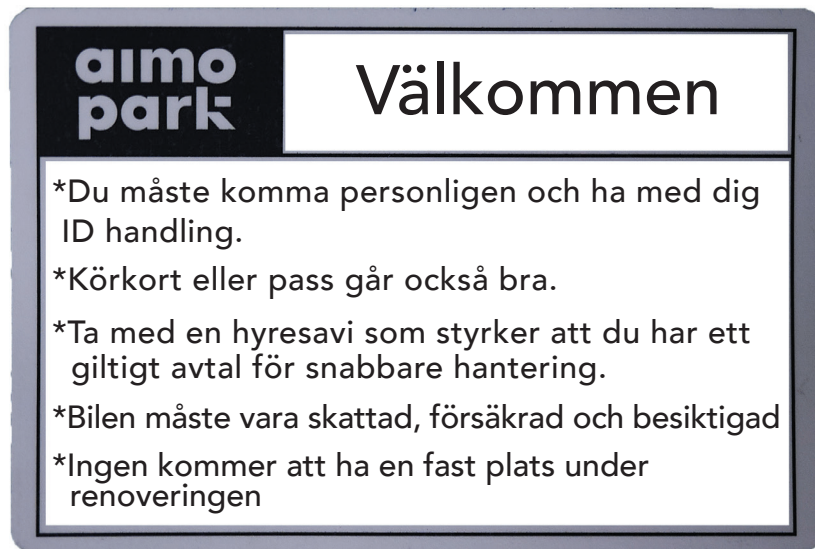 aimo
park
Välkommen
*Du måste komma personligen och ha med dig
ID handling.
*Körkort eller pass går också bra.
*Ta med en hyresavi som styrker att du har ett
giltigt avtal för snabbare hantering.
*Bilen måste vara skattad, försäkrad och besiktigad
*Ingen kommer att ha en fast plats under
renoveringen